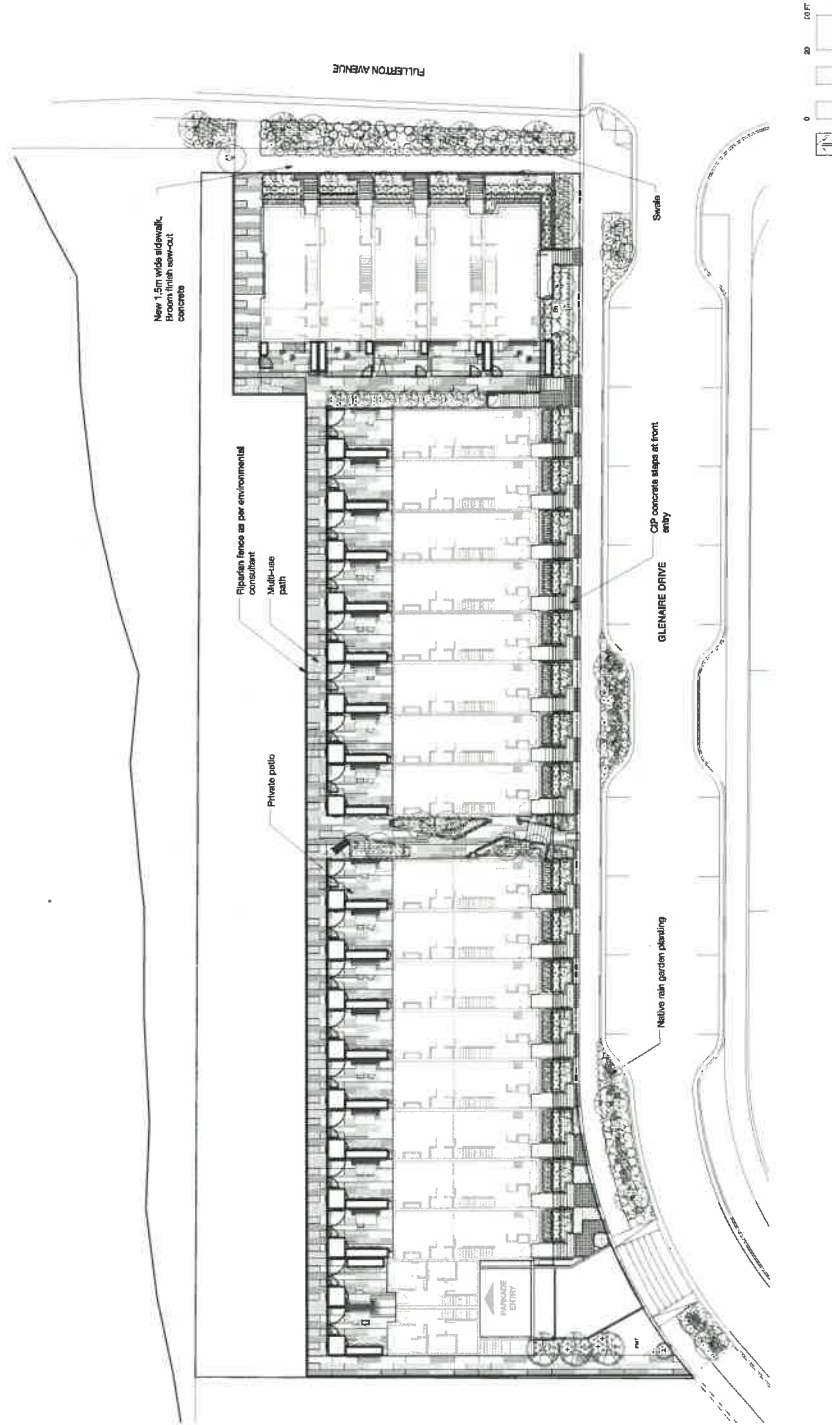 FULLERTON AVENUE
New 1.5m wide sidewalk,
Broom finish saw-cut
concrete
Swale
Riparian fence as per environmental
consultant
Multi-use
path
CIP concrete steps at front
entry
GLENAIRE DRIVE
Private patio
Native rain garden planting
PARKADE
ENTRY
0
20